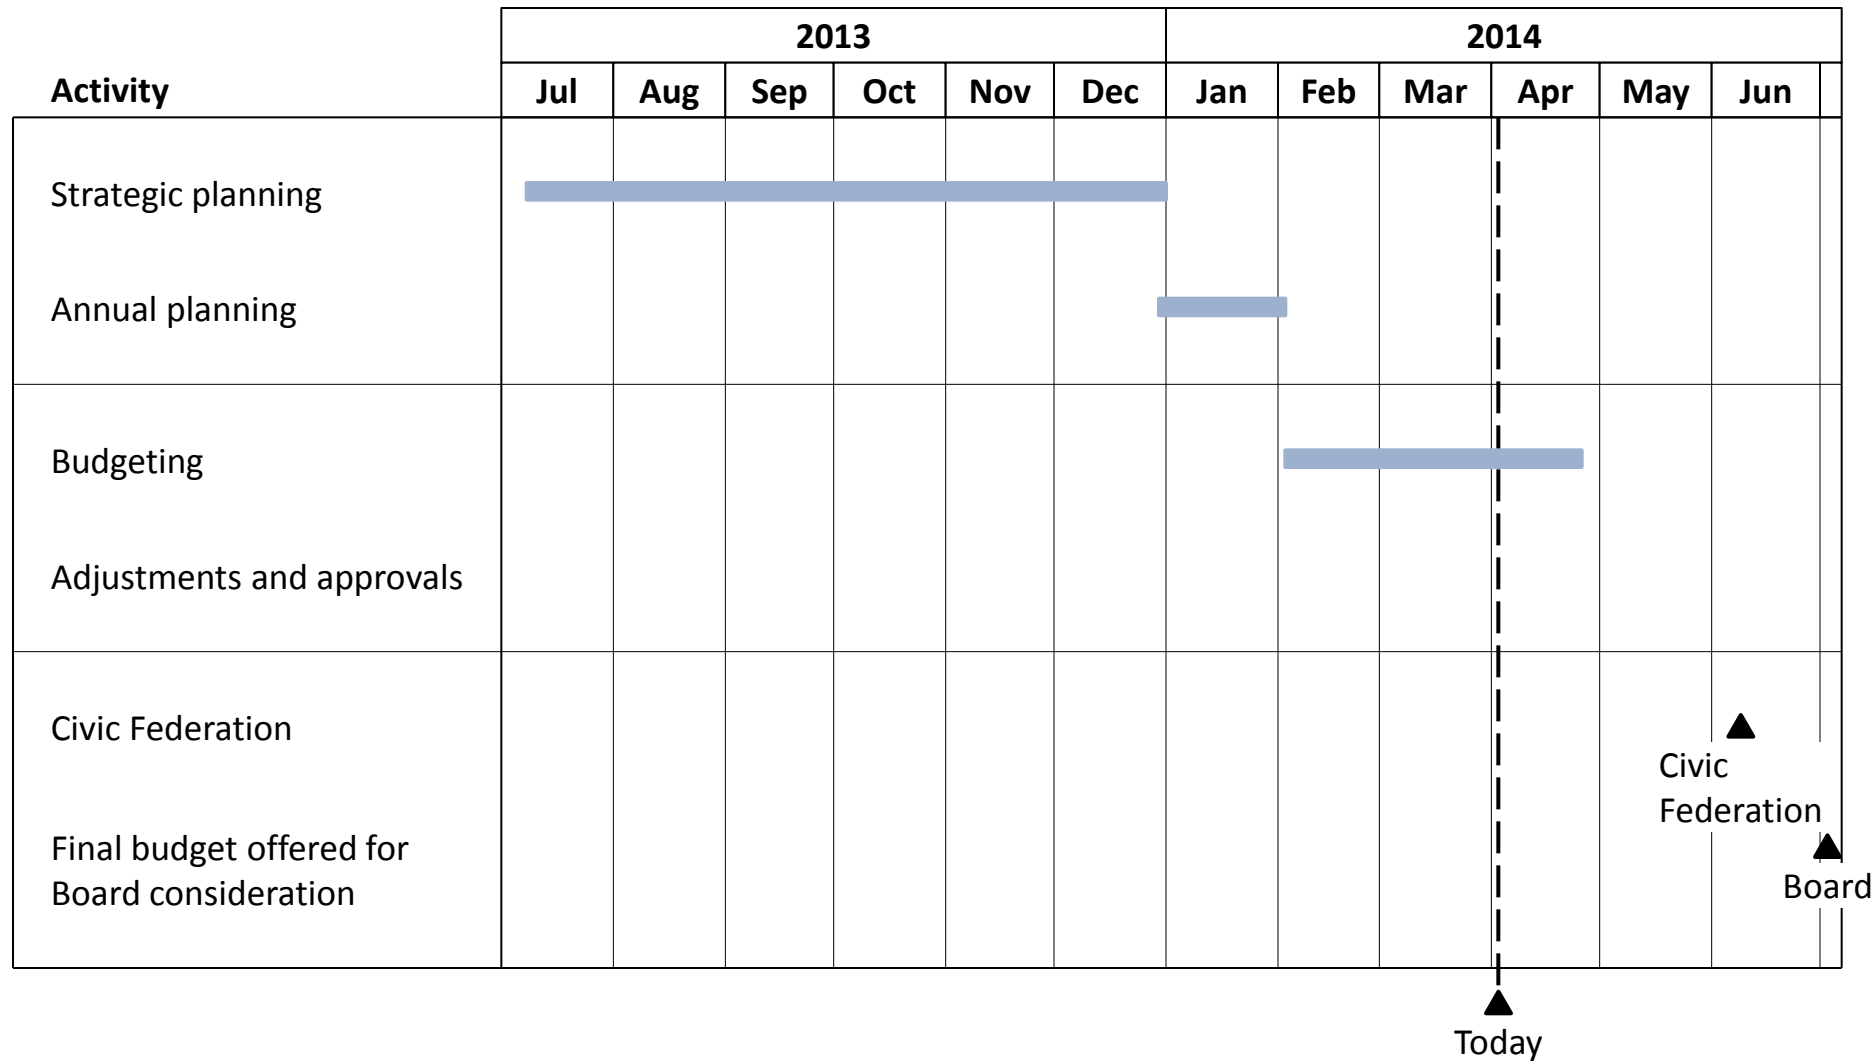 2013 2014
Activity Jul Aug Sep Oct Nov Dec Jan Feb Mar Apr May Jun
Strategic planning
Annual planning
Budgeting
Adjustments and approvals
Civic Federation
Civic
Federation
Final budget offered for
Board consideration
Board
Today